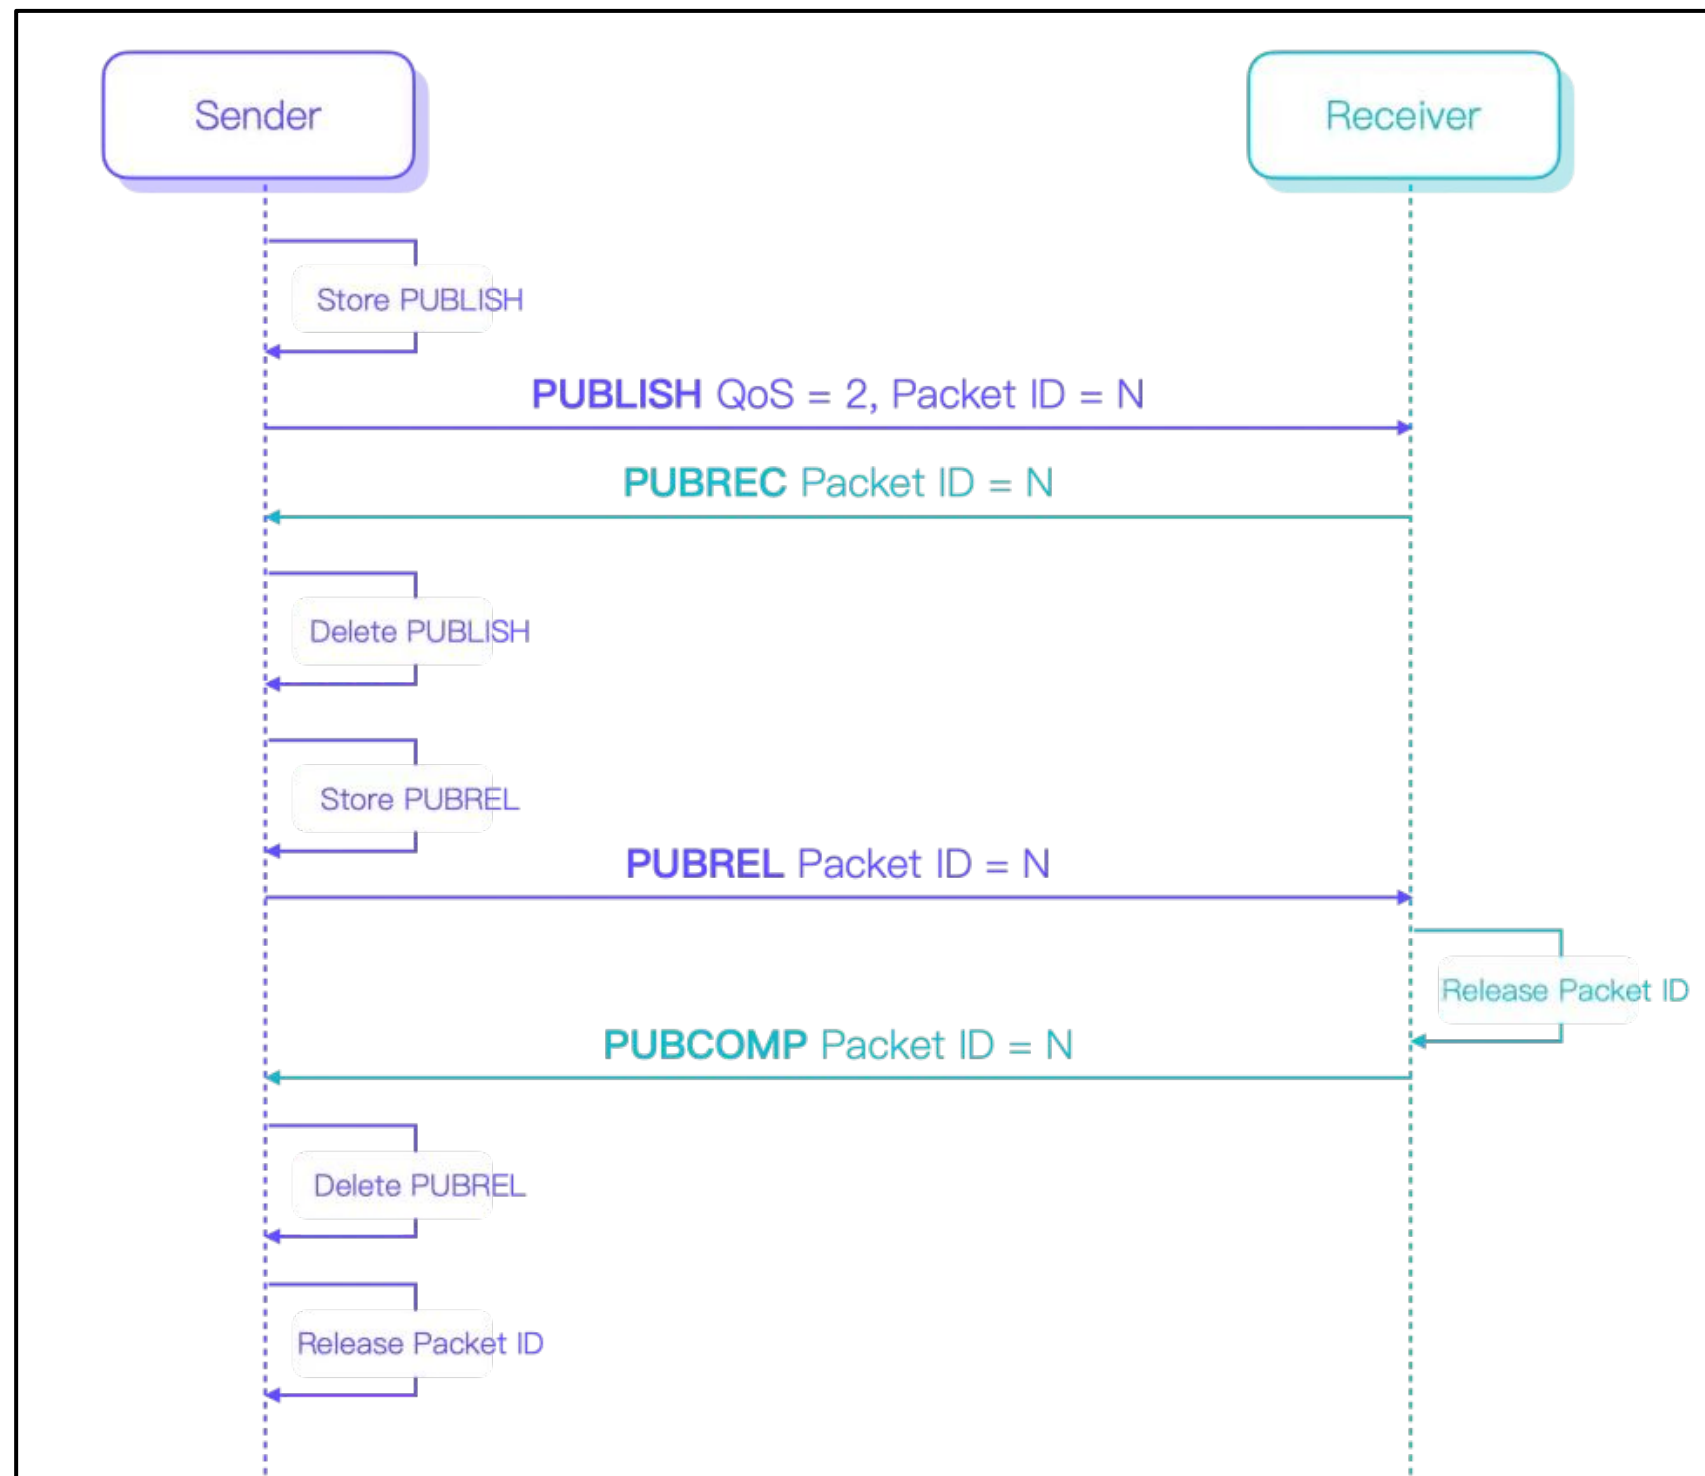 Sender
Receiver
Store PUBLISH
PUBLISH QoS = 2, Packet ID = N
PUBREC Packet ID = N
Delete PUBLISH
Store PUBREL
PUBREL Packet ID = N
Release Packet ID
PUBCOMP Packet ID = N
Delete PUBREL
Release Packet ID